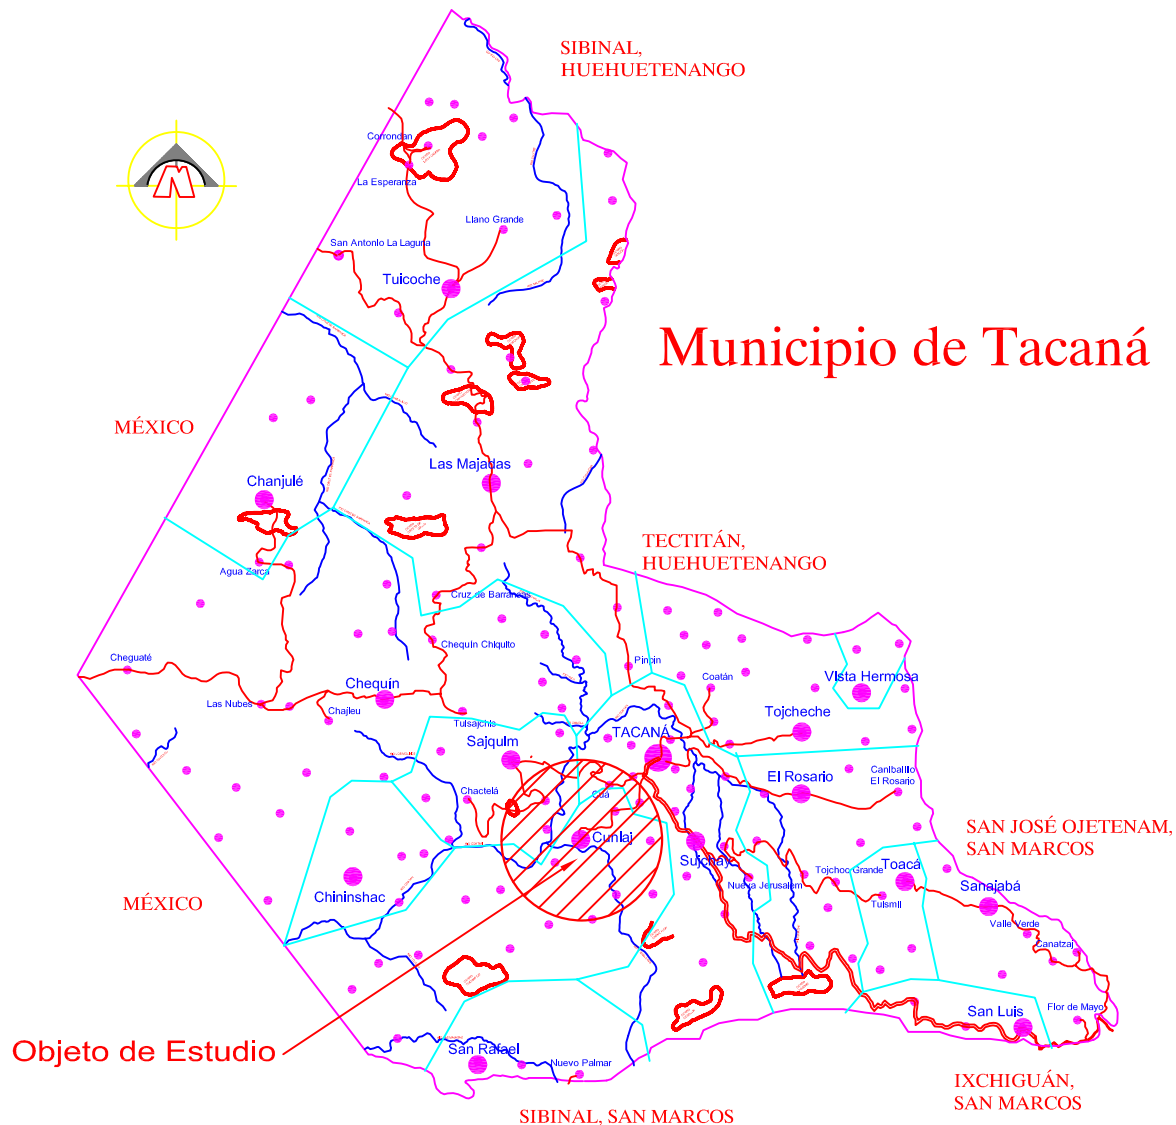 SIBINAL,
HUEHUETENANGO
Corrondan
La Esperanza
Llano Grande
San Antonio La Laguna
Tuicoche
Municipio de Tacaná
MÉXICO
Las Majadas
Chanjulé
TECTITÁN,
HUEHUETENANGO
Agua Zarca
Cruz de Barrancas
Chequín Chiquito
Cheguaté
Pinpin
Coatán
Vista Hermosa
Chequín
Las Nubes
Chajleu
Tuisajchis
Tojcheche
TACANÁ
Sajquim
El Rosario
Canibalillo
El Rosario
Chactelá
Cuá
Cunlaj
SAN JOSÉ OJETENAM,
SAN MARCOS
Sujchay
Tojchoc Grande
Toacá
Chininshac
Nueva Jerusalem
Tuismil
Sanajabá
MÉXICO
Valle Verde
Canatzaj
San Luis
Flor de Mayo
Objeto de Estudio
San Rafael
Nuevo Palmar
IXCHIGUÁN,
SAN MARCOS
SIBINAL, SAN MARCOS